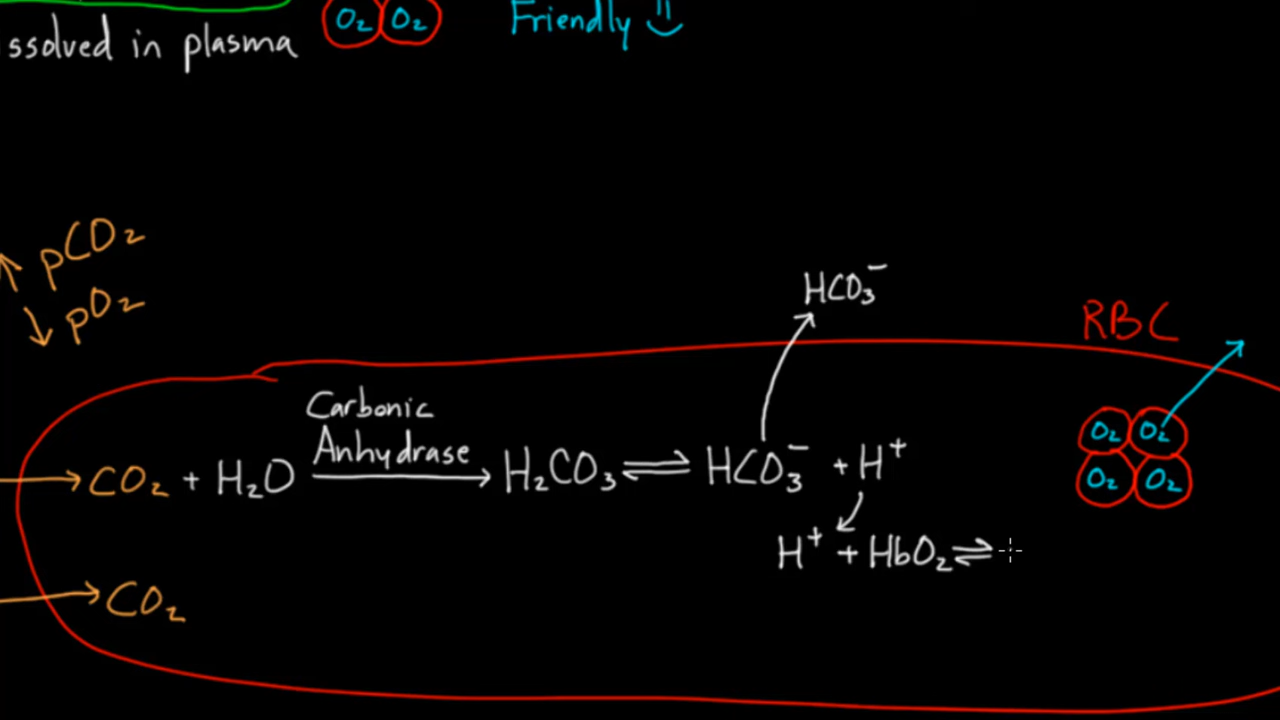 O₂ O₂ Friendly
ssolved in plasma
↑ pCO₂
↓ pO₂
HCO₃⁻
RBC
Carbonic
Anhydrase
O₂ O₂
CO₂ + H₂O → H₂CO₃ ⇌ HCO₃⁻ + H⁺
O₂ O₂
H⁺ + HbO₂ ⇌
CO₂